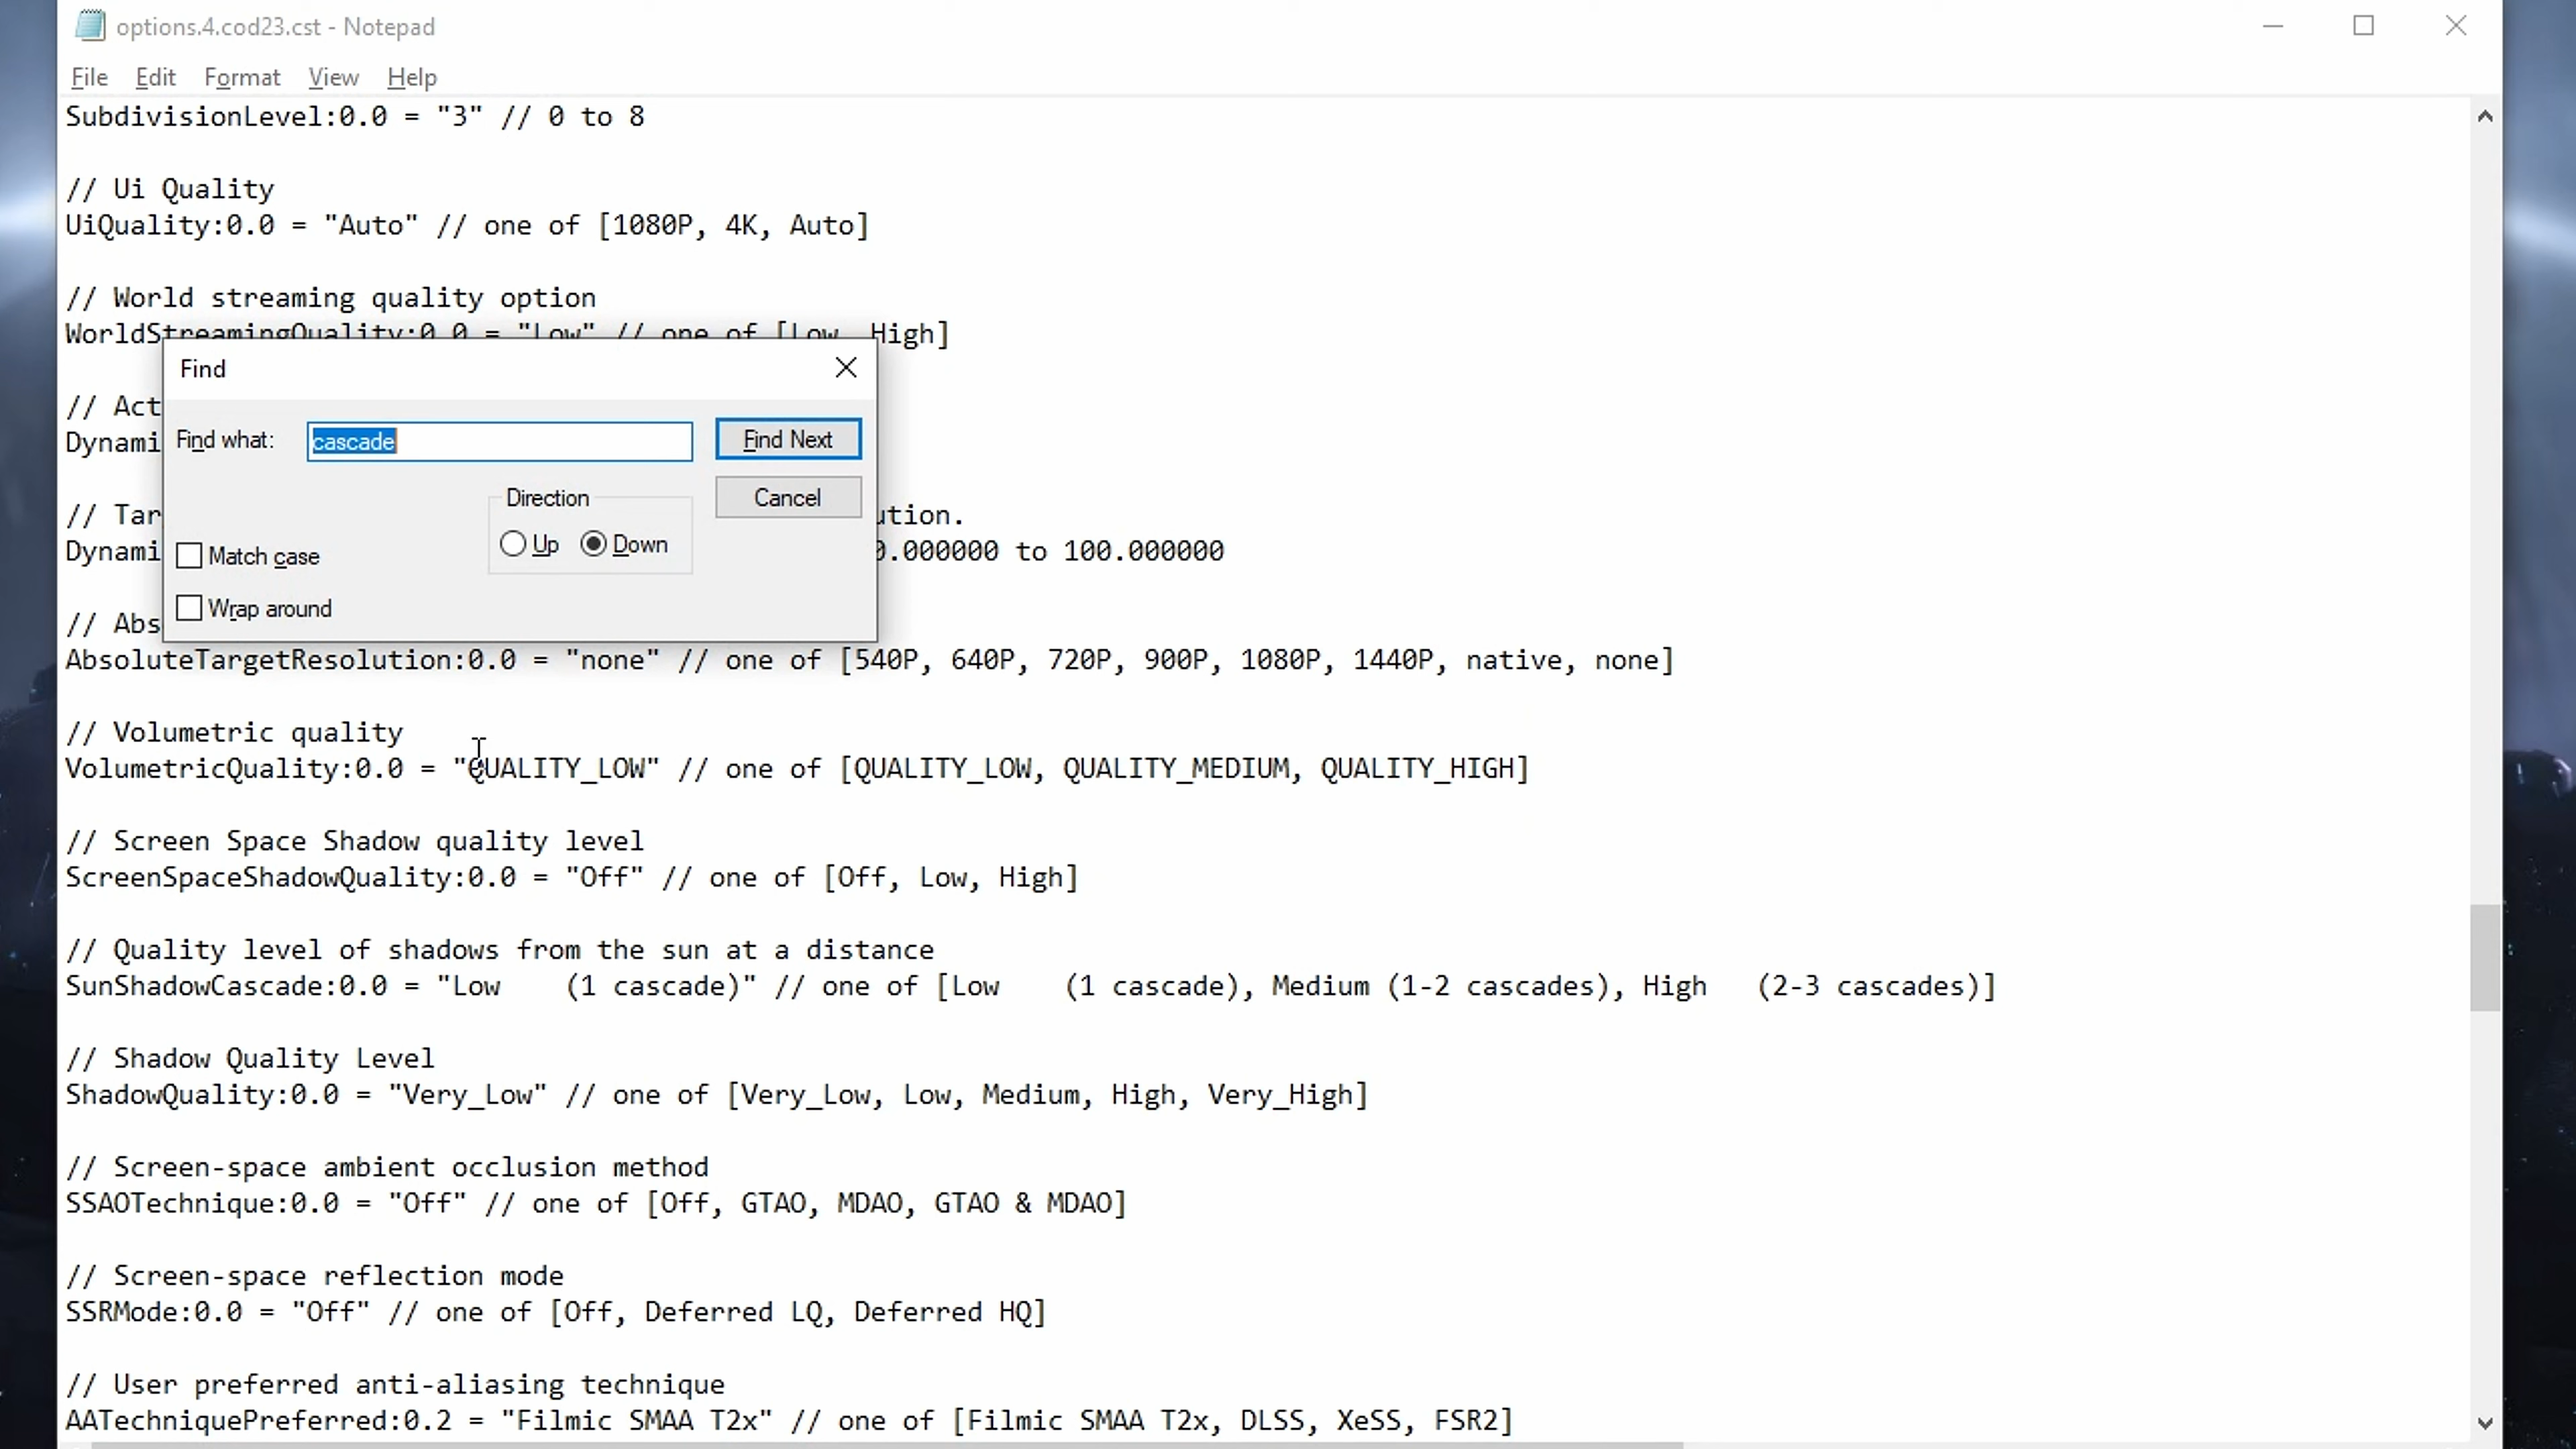 options.4.cod23.cst - Notepad
File Edit Format View Help
SubdivisionLevel:0.0 = "3" // 0 to 8
// Ui Quality
UiQuality:0.0 = "Auto" // one of [1080P, 4K, Auto]
// World streaming quality option
WorldStreamingQuality:0.0 = "Low" // one of [Low, High]
Find
// Act
Find what: cascade Find Next
Dynami
Direction
Cancel
// Tar ution.
Up Down
Dynami 0.000000 to 100.000000
Match case
Wrap around
// Abs
AbsoluteTargetResolution:0.0 = "none" // one of [540P, 640P, 720P, 900P, 1080P, 1440P, native, none]
// Volumetric quality
VolumetricQuality:0.0 = "QUALITY_LOW" // one of [QUALITY_LOW, QUALITY_MEDIUM, QUALITY_HIGH]
// Screen Space Shadow quality level
ScreenSpaceShadowQuality:0.0 = "Off" // one of [Off, Low, High]
// Quality level of shadows from the sun at a distance
SunShadowCascade:0.0 = "Low    (1 cascade)" // one of [Low    (1 cascade), Medium (1-2 cascades), High   (2-3 cascades)]
// Shadow Quality Level
ShadowQuality:0.0 = "Very_Low" // one of [Very_Low, Low, Medium, High, Very_High]
// Screen-space ambient occlusion method
SSAOTechnique:0.0 = "Off" // one of [Off, GTAO, MDAO, GTAO & MDAO]
// Screen-space reflection mode
SSRMode:0.0 = "Off" // one of [Off, Deferred LQ, Deferred HQ]
// User preferred anti-aliasing technique
AATechniquePreferred:0.2 = "Filmic SMAA T2x" // one of [Filmic SMAA T2x, DLSS, XeSS, FSR2]